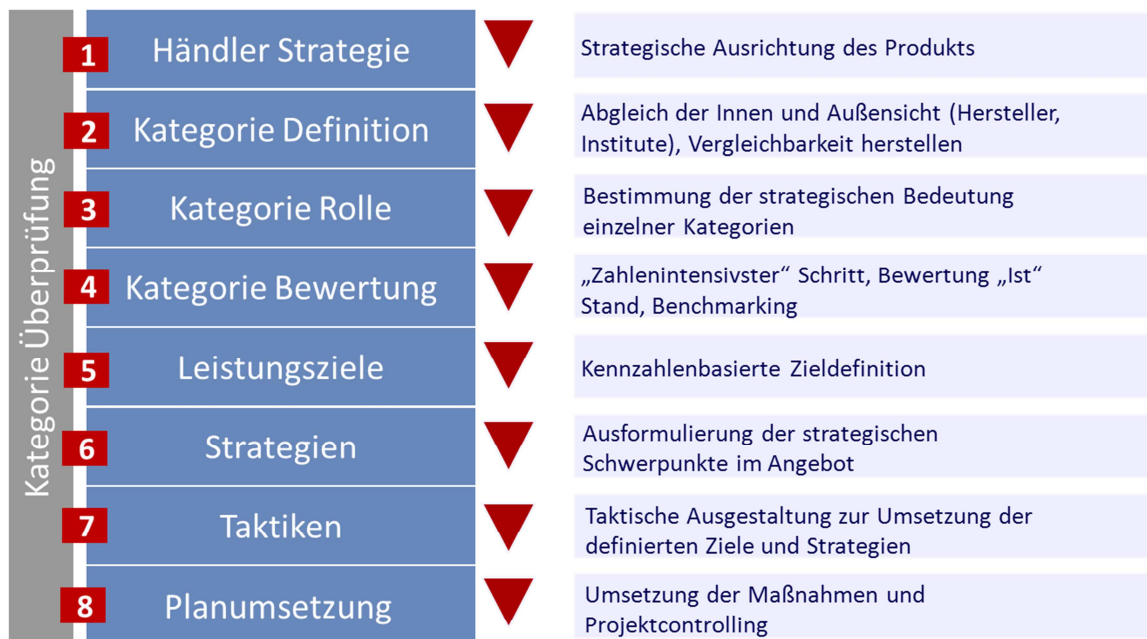 Kategorie Überprüfung
1
Händler Strategie
Strategische Ausrichtung des Produkts
2
Kategorie Definition
Abgleich der Innen und Außensicht (Hersteller,
Institute), Vergleichbarkeit herstellen
3
Kategorie Rolle
Bestimmung der strategischen Bedeutung
einzelner Kategorien
4
Kategorie Bewertung
„Zahlenintensivster“ Schritt, Bewertung „Ist“
Stand, Benchmarking
5
Leistungsziele
Kennzahlenbasierte Zieldefinition
6
Strategien
Ausformulierung der strategischen
Schwerpunkte im Angebot
7
Taktiken
Taktische Ausgestaltung zur Umsetzung der
definierten Ziele und Strategien
8
Planumsetzung
Umsetzung der Maßnahmen und
Projektcontrolling